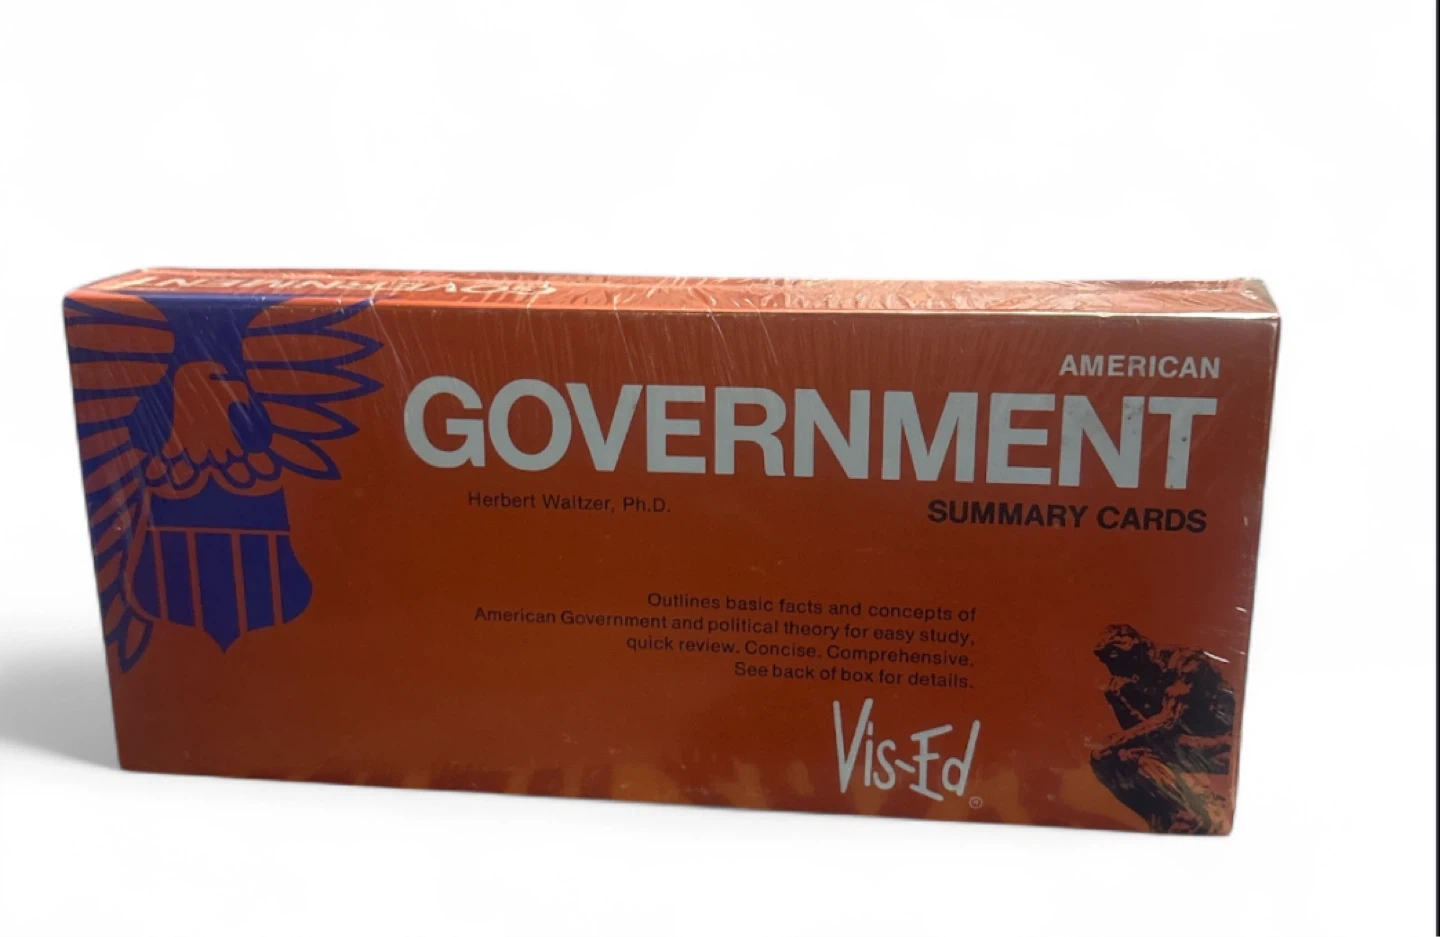 GOVERNMENT
AMERICAN
GOVERNMENT
Herbert Waltzer, Ph.D.
SUMMARY CARDS
Outlines basic facts and concepts of
American Government and political theory for easy study,
quick review. Concise. Comprehensive.
See back of box for details.
Vis-Ed®